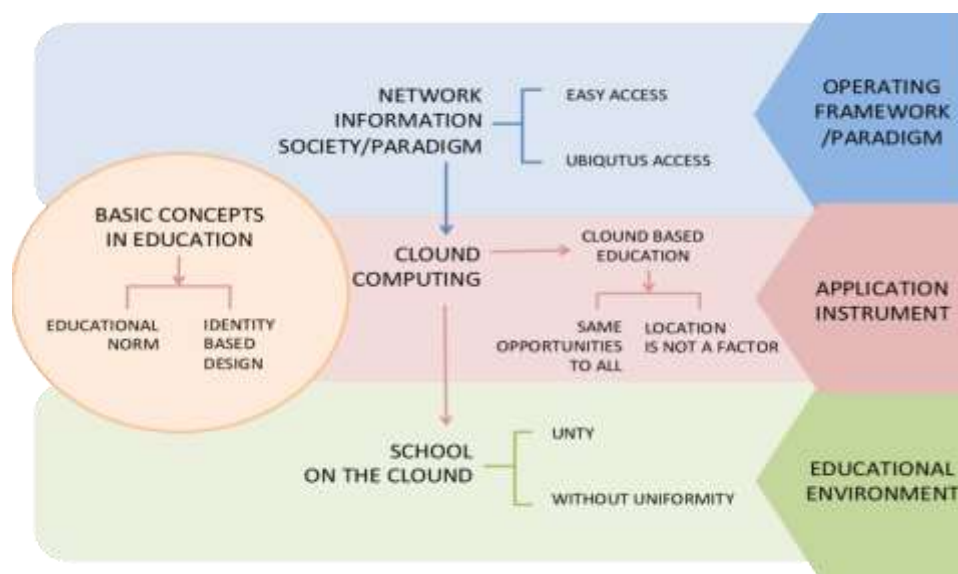 NETWORK
INFORMATION
SOCIETY/PARADIGM
EASY ACCESS
UBIQUTUS ACCESS
OPERATING
FRAMEWORK
/PARADIGM
BASIC CONCEPTS
IN EDUCATION
EDUCATIONAL
NORM
IDENTITY
BASED
DESIGN
CLOUND
COMPUTING
CLOUND BASED
EDUCATION
SAME
OPPORTUNITIES
TO ALL
LOCATION
IS NOT A FACTOR
APPLICATION
INSTRUMENT
SCHOOL
ON THE CLOUND
UNTY
WITHOUT UNIFORMITY
EDUCATIONAL
ENVIRONMENT